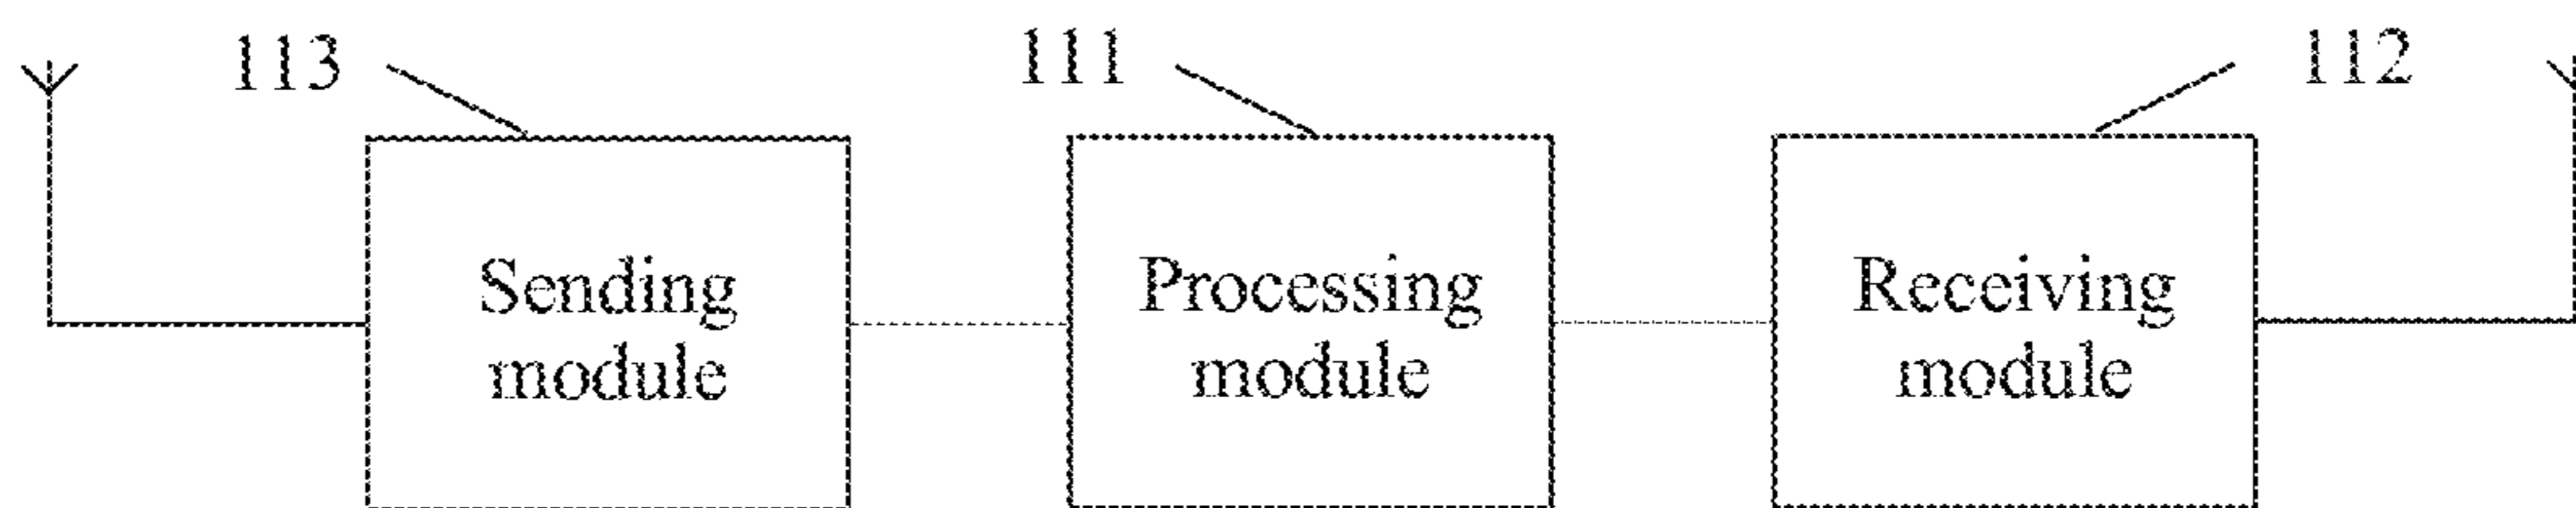 113
111
112
Sending
module
Processing
module
Receiving
module